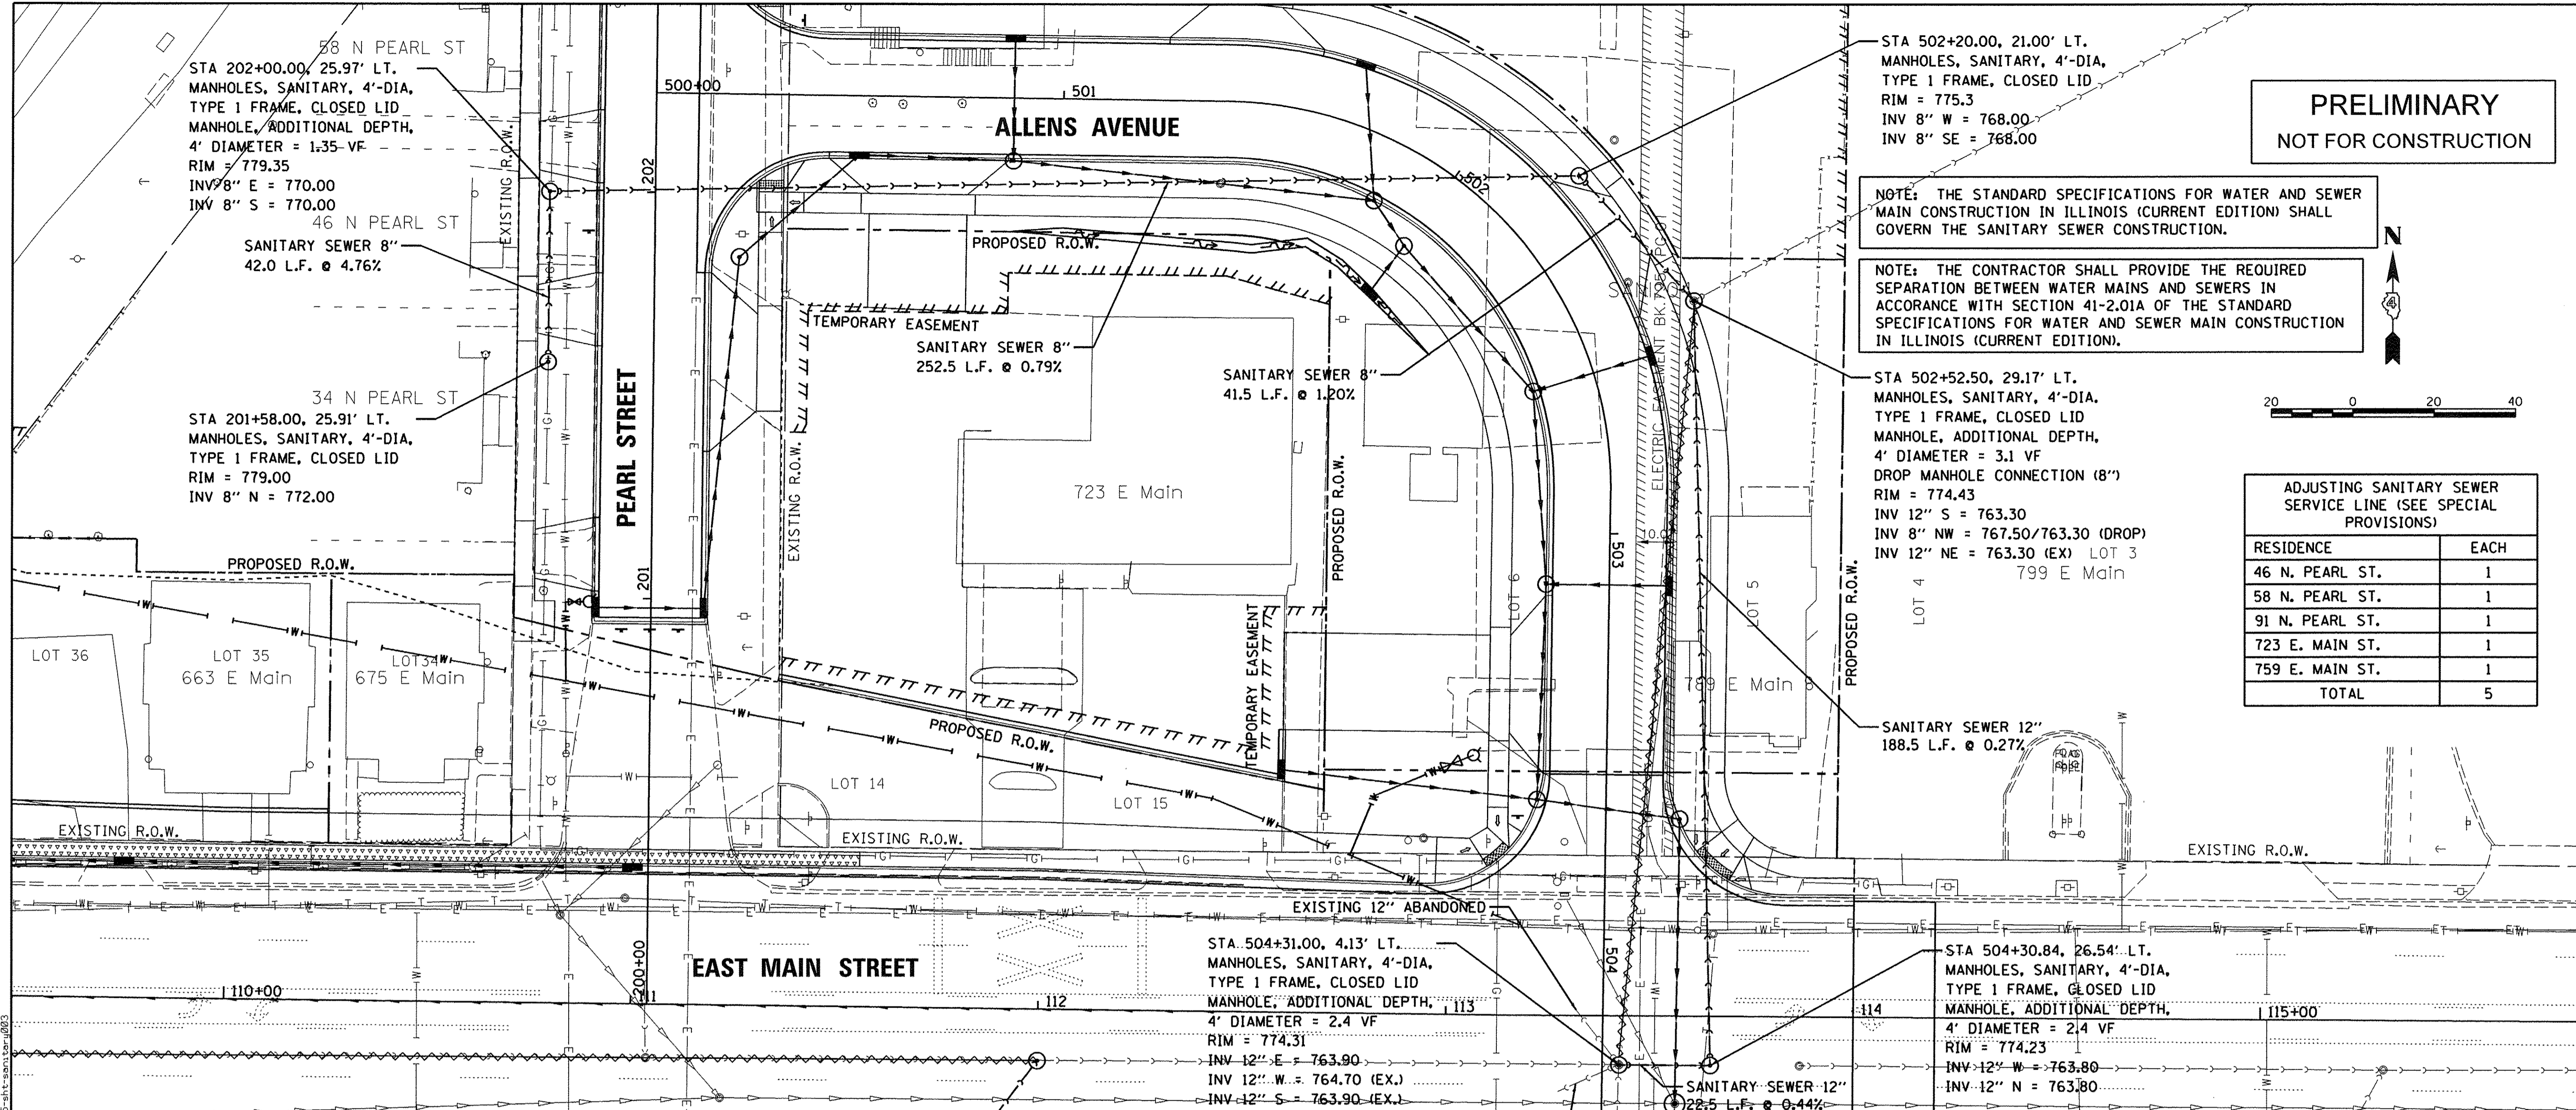 58 N PEARL ST
STA 202+00.00, 25.97' LT.
MANHOLES, SANITARY, 4'-DIA,
TYPE 1 FRAME, CLOSED LID
MANHOLE, ADDITIONAL DEPTH,
4' DIAMETER = 1.35 VF
RIM = 779.35
INV 8" E = 770.00
INV 8" S = 770.00
46 N PEARL ST
SANITARY SEWER 8"
42.0 L.F. @ 4.76%
34 N PEARL ST
STA 201+58.00, 25.91' LT.
MANHOLES, SANITARY, 4'-DIA,
TYPE 1 FRAME, CLOSED LID
RIM = 779.00
INV 8" N = 772.00
EXISTING R.O.W.
202
PEARL STREET
201
500+00
501
ALLENS AVENUE
502
PROPOSED R.O.W.
TEMPORARY EASEMENT
SANITARY SEWER 8"
252.5 L.F. @ 0.79%
SANITARY SEWER 8"
41.5 L.F. @ 1.20%
EXISTING R.O.W.
723 E Main
PROPOSED R.O.W.
TEMPORARY EASEMENT
STA 502+20.00, 21.00' LT.
MANHOLES, SANITARY, 4'-DIA,
TYPE 1 FRAME, CLOSED LID
RIM = 775.3
INV 8" W = 768.00
INV 8" SE = 768.00
PRELIMINARY
NOT FOR CONSTRUCTION
NOTE: THE STANDARD SPECIFICATIONS FOR WATER AND SEWER
MAIN CONSTRUCTION IN ILLINOIS (CURRENT EDITION) SHALL
GOVERN THE SANITARY SEWER CONSTRUCTION.
NOTE: THE CONTRACTOR SHALL PROVIDE THE REQUIRED
SEPARATION BETWEEN WATER MAINS AND SEWERS IN
ACCORANCE WITH SECTION 41-2.01A OF THE STANDARD
SPECIFICATIONS FOR WATER AND SEWER MAIN CONSTRUCTION
IN ILLINOIS (CURRENT EDITION).
N
4
20 0 20 40
STA 502+52.50, 29.17' LT.
MANHOLES, SANITARY, 4'-DIA.
TYPE 1 FRAME, CLOSED LID
MANHOLE, ADDITIONAL DEPTH,
4' DIAMETER = 3.1 VF
DROP MANHOLE CONNECTION (8")
RIM = 774.43
INV 12" S = 763.30
INV 8" NW = 767.50/763.30 (DROP)
INV 12" NE = 763.30 (EX)
LOT 3
799 E Main
LOT 4
ELECTRIC EASEMENT BK.795
503
LOT 6
LOT 5
PROPOSED R.O.W.
789 E Main
ADJUSTING SANITARY SEWER
SERVICE LINE (SEE SPECIAL
PROVISIONS)
RESIDENCE EACH
46 N. PEARL ST. 1
58 N. PEARL ST. 1
91 N. PEARL ST. 1
723 E. MAIN ST. 1
759 E. MAIN ST. 1
TOTAL 5
SANITARY SEWER 12"
188.5 L.F. @ 0.27%
PROPOSED R.O.W.
LOT 36
LOT 35
663 E Main
LOT 34
675 E Main
PROPOSED R.O.W.
LOT 14
LOT 15
EXISTING R.O.W.
EXISTING R.O.W.
EXISTING R.O.W.
EXISTING 12" ABANDONED
STA 504+31.00, 4.13' LT.
MANHOLES, SANITARY, 4'-DIA,
TYPE 1 FRAME, CLOSED LID
MANHOLE, ADDITIONAL DEPTH,
4' DIAMETER = 2.4 VF
RIM = 774.31
INV 12" E = 763.90
INV 12" W = 764.70 (EX.)
INV 12" S = 763.90 (EX.)
504
STA 504+30.84, 26.54' LT.
MANHOLES, SANITARY, 4'-DIA,
TYPE 1 FRAME, CLOSED LID
MANHOLE, ADDITIONAL DEPTH,
4' DIAMETER = 2.4 VF
RIM = 774.23
INV 12" W = 763.80
INV 12" N = 763.80
SANITARY SEWER 12"
22.5 L.F. @ 0.44%
EAST MAIN STREET
200+00
110+00
112
113
114
115+00